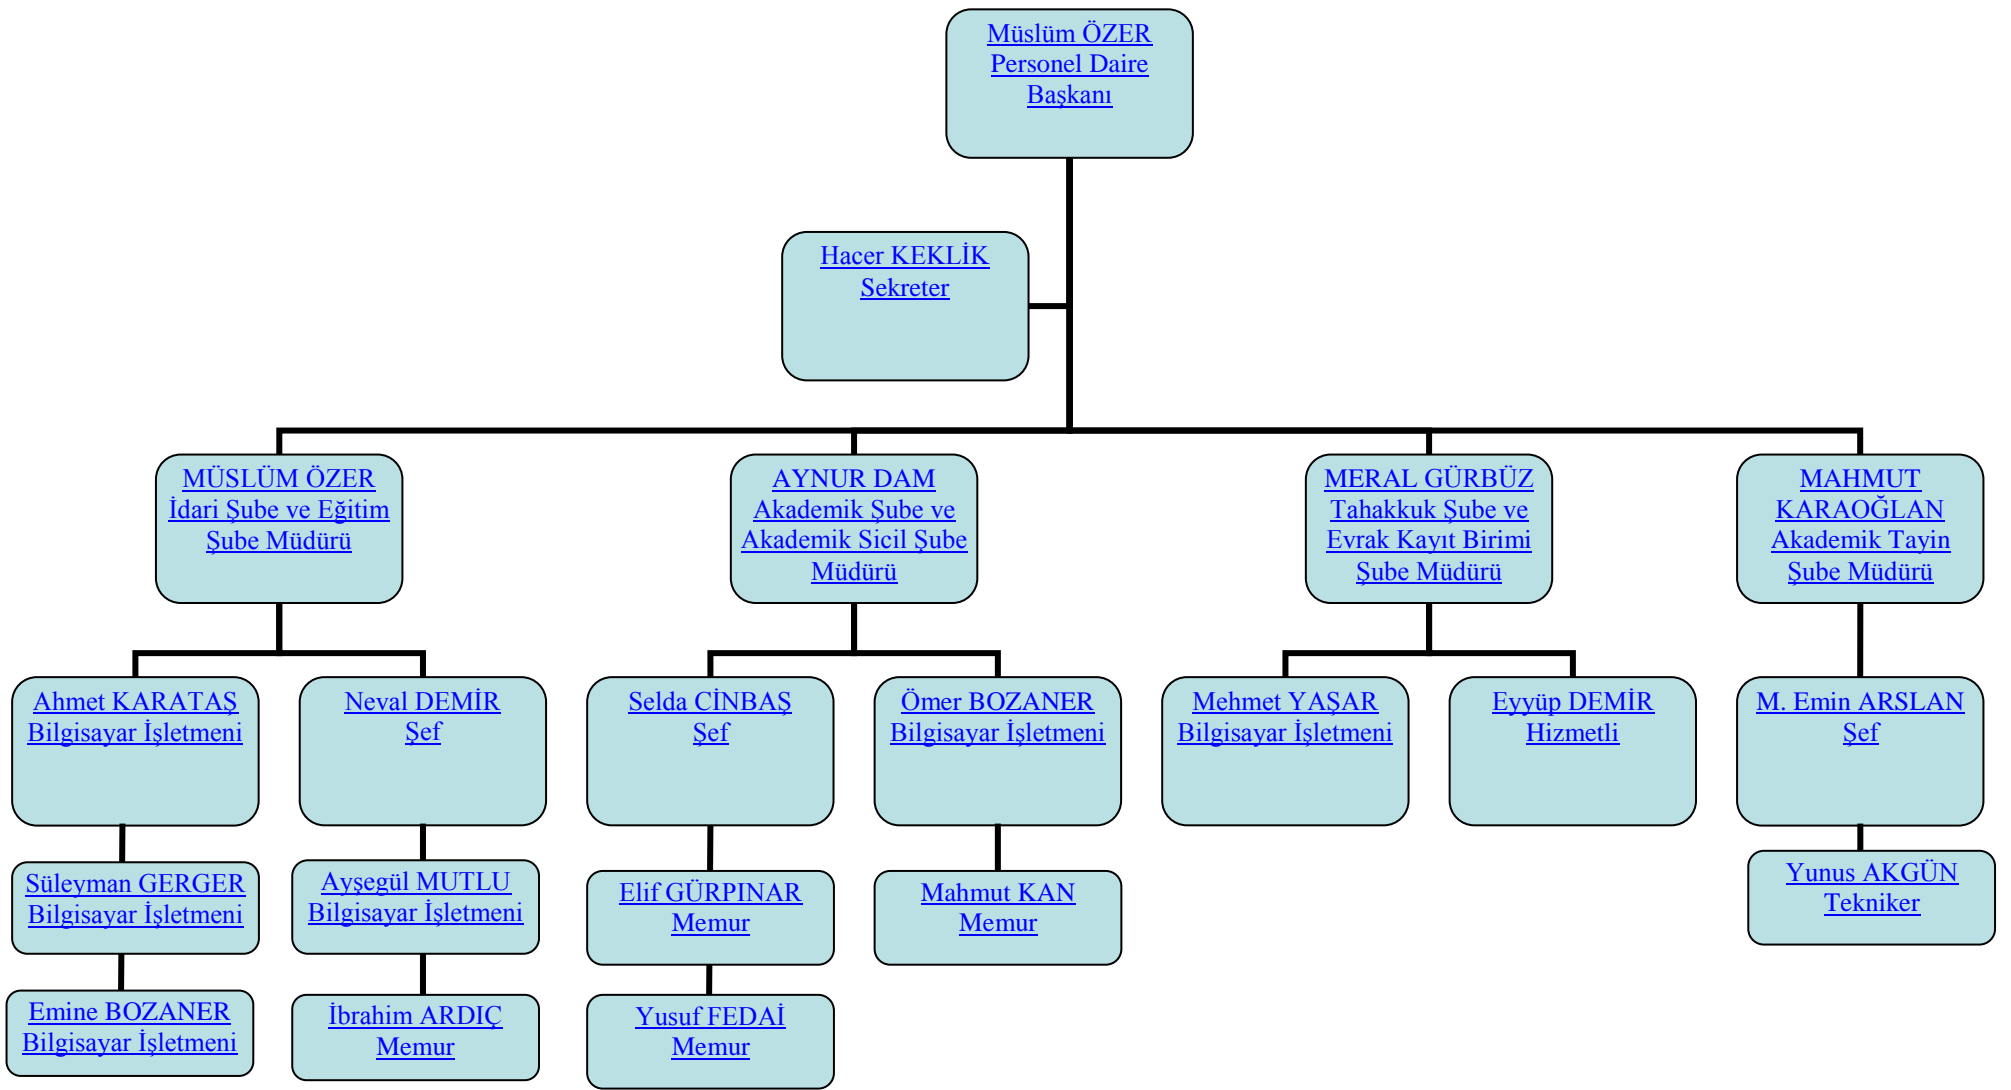 Müslüm ÖZER
Personel Daire
Başkanı
Hacer KEKLİK
Sekreter
MÜSLÜM ÖZER
İdari Şube ve Eğitim
Şube Müdürü
AYNUR DAM
Akademik Şube ve
Akademik Sicil Şube
Müdürü
MERAL GÜRBÜZ
Tahakkuk Şube ve
Evrak Kayıt Birimi
Şube Müdürü
MAHMUT
KARAOĞLAN
Akademik Tayin
Şube Müdürü
Ahmet KARATAŞ
Bilgisayar İşletmeni
Neval DEMİR
Şef
Selda CİNBAŞ
Şef
Ömer BOZANER
Bilgisayar İşletmeni
Mehmet YAŞAR
Bilgisayar İşletmeni
Eyyüp DEMİR
Hizmetli
M. Emin ARSLAN
Şef
Süleyman GERGER
Bilgisayar İşletmeni
Ayşegül MUTLU
Bilgisayar İşletmeni
Elif GÜRPINAR
Memur
Mahmut KAN
Memur
Yunus AKGÜN
Tekniker
Emine BOZANER
Bilgisayar İşletmeni
İbrahim ARDIÇ
Memur
Yusuf FEDAİ
Memur